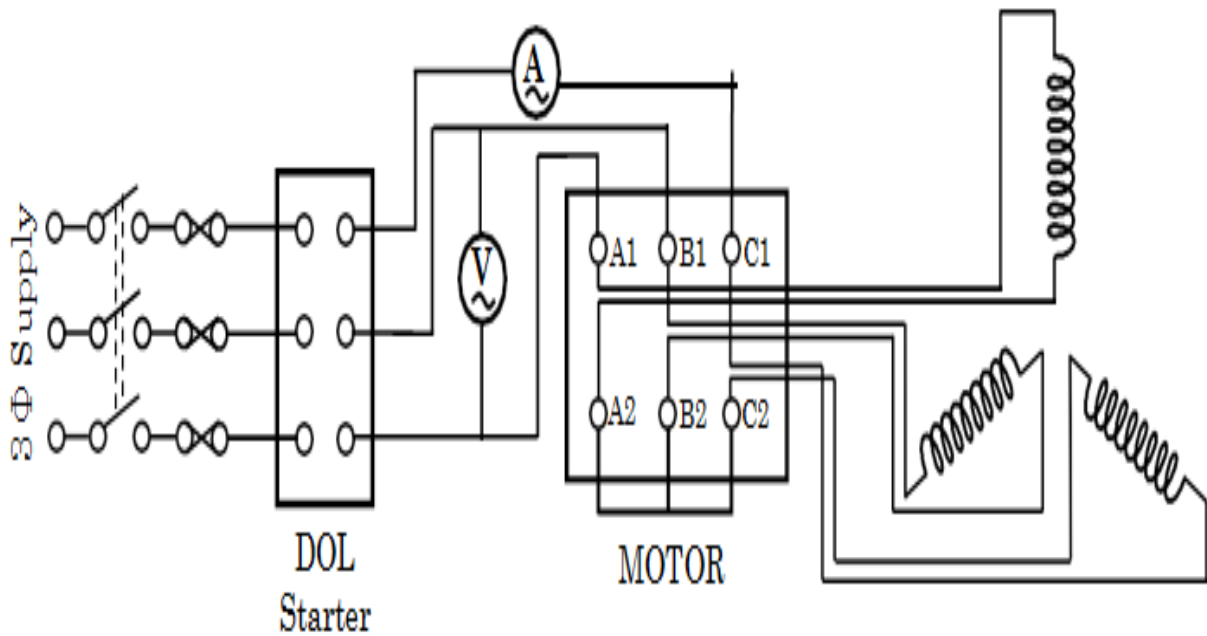 3 Φ Supply
A
V
A1 B1 C1
A2 B2 C2
DOL
Starter
MOTOR